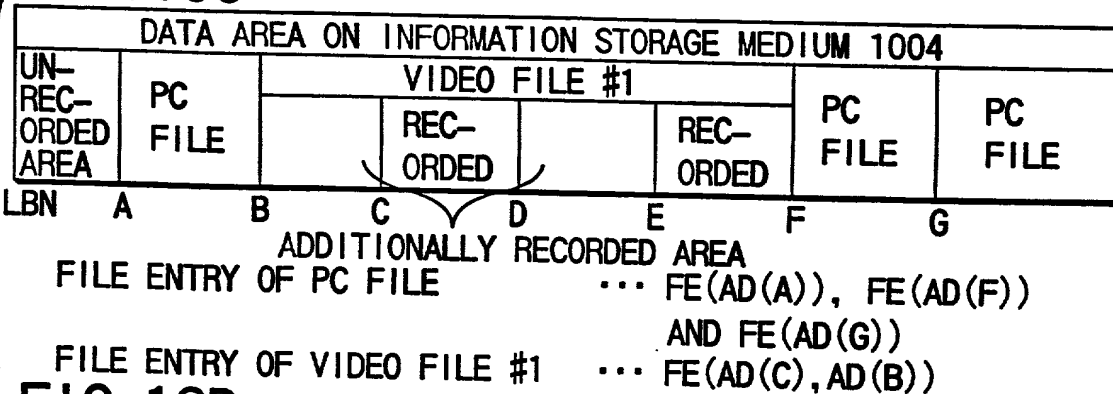 DATA AREA ON INFORMATION STORAGE MEDIUM 1004
UN-
REC-
ORDED
AREA
PC
FILE
VIDEO FILE #1
REC-
ORDED
REC-
ORDED
PC
FILE
PC
FILE
LBN A B C D E F G
ADDITIONALLY RECORDED AREA
FILE ENTRY OF PC FILE ··· FE(AD(A)), FE(AD(F))
AND FE(AD(G))
FILE ENTRY OF VIDEO FILE #1 ··· FE(AD(C),AD(B))